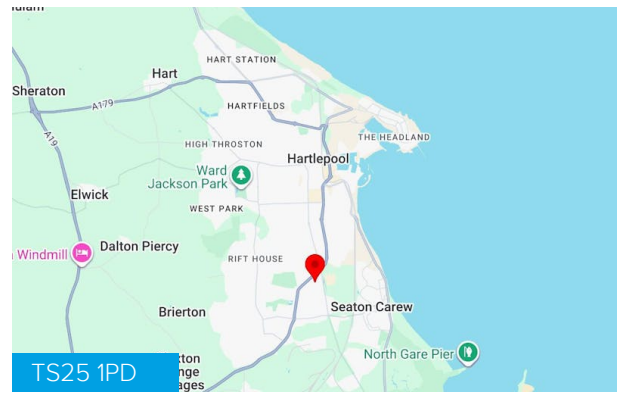 HART STATION
Hart
Sheraton
A179
HARTFIELDS
A19
THE HEADLAND
HIGH THROSTON
Hartlepool
Ward
Jackson Park
Elwick
WEST PARK
Dalton Piercy
Windmill
RIFT HOUSE
Seaton Carew
Brierton
North Gare Pier
TS25 1PD